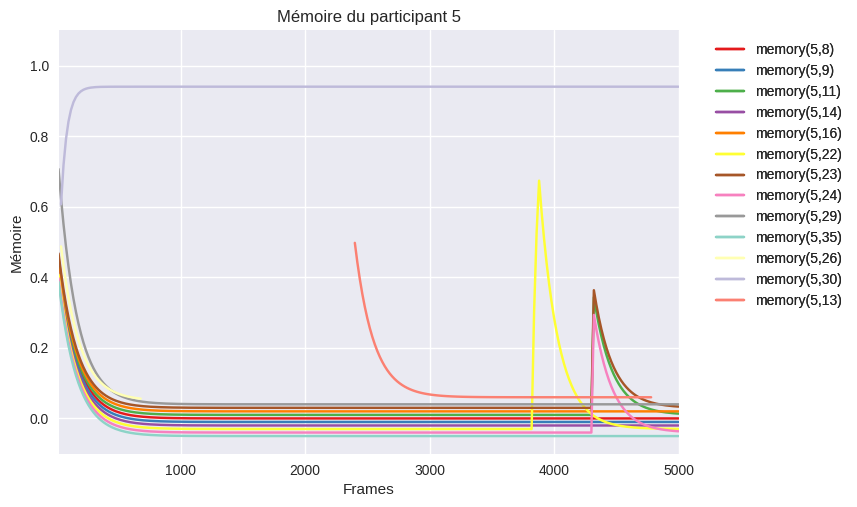 Mémoire du participant 5
Mémoire
1.0
0.8
0.6
0.4
0.2
0.0
1000
2000
3000
4000
5000
Frames
memory(5,8)
memory(5,9)
memory(5,11)
memory(5,14)
memory(5,16)
memory(5,22)
memory(5,23)
memory(5,24)
memory(5,29)
memory(5,35)
memory(5,26)
memory(5,30)
memory(5,13)